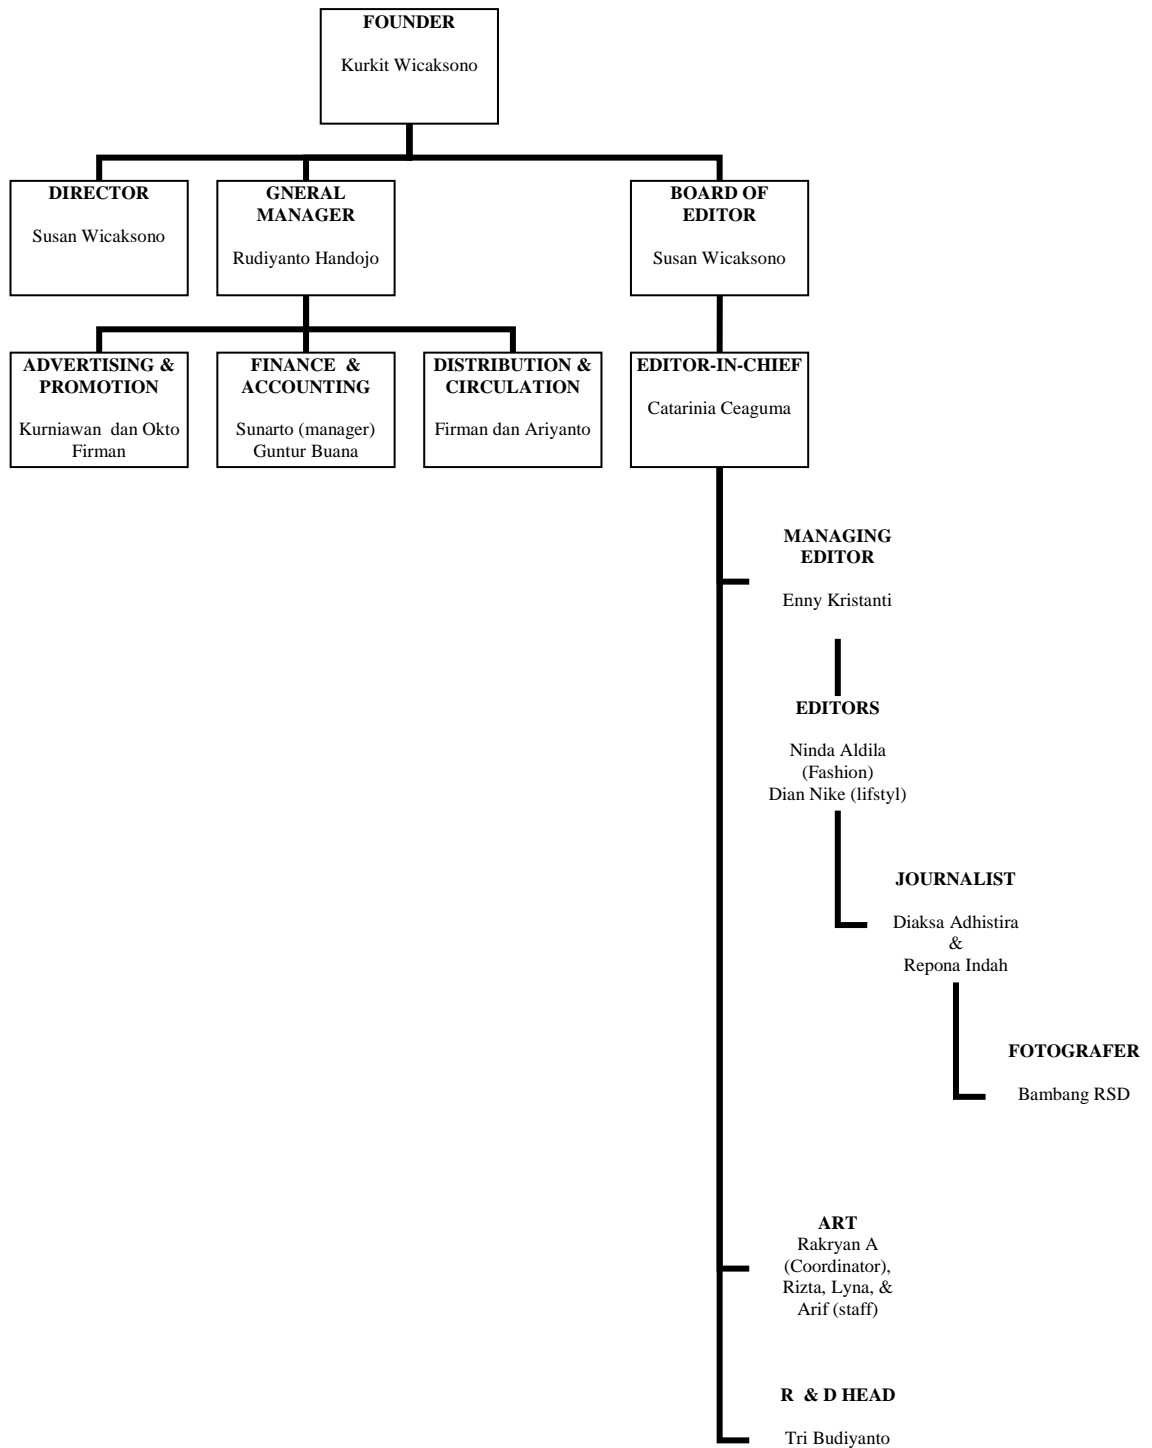 FOUNDER
Kurkit Wicaksono
DIRECTOR
Susan Wicaksono
GNERAL
MANAGER
Rudiyanto Handojo
BOARD OF
EDITOR
Susan Wicaksono
ADVERTISING &
PROMOTION
Kurniawan dan Okto
Firman
FINANCE &
ACCOUNTING
Sunarto (manager)
Guntur Buana
DISTRIBUTION &
CIRCULATION
Firman dan Ariyanto
EDITOR-IN-CHIEF
Catarinia Ceaguma
MANAGING
EDITOR
Enny Kristanti
EDITORS
Ninda Aldila
(Fashion)
Dian Nike (lifstyl)
JOURNALIST
Diaksa Adhistira
&
Repona Indah
FOTOGRAFER
Bambang RSD
ART
Rakryan A
(Coordinator),
Rizta, Lyna, &
Arif (staff)
R & D HEAD
Tri Budiyanto